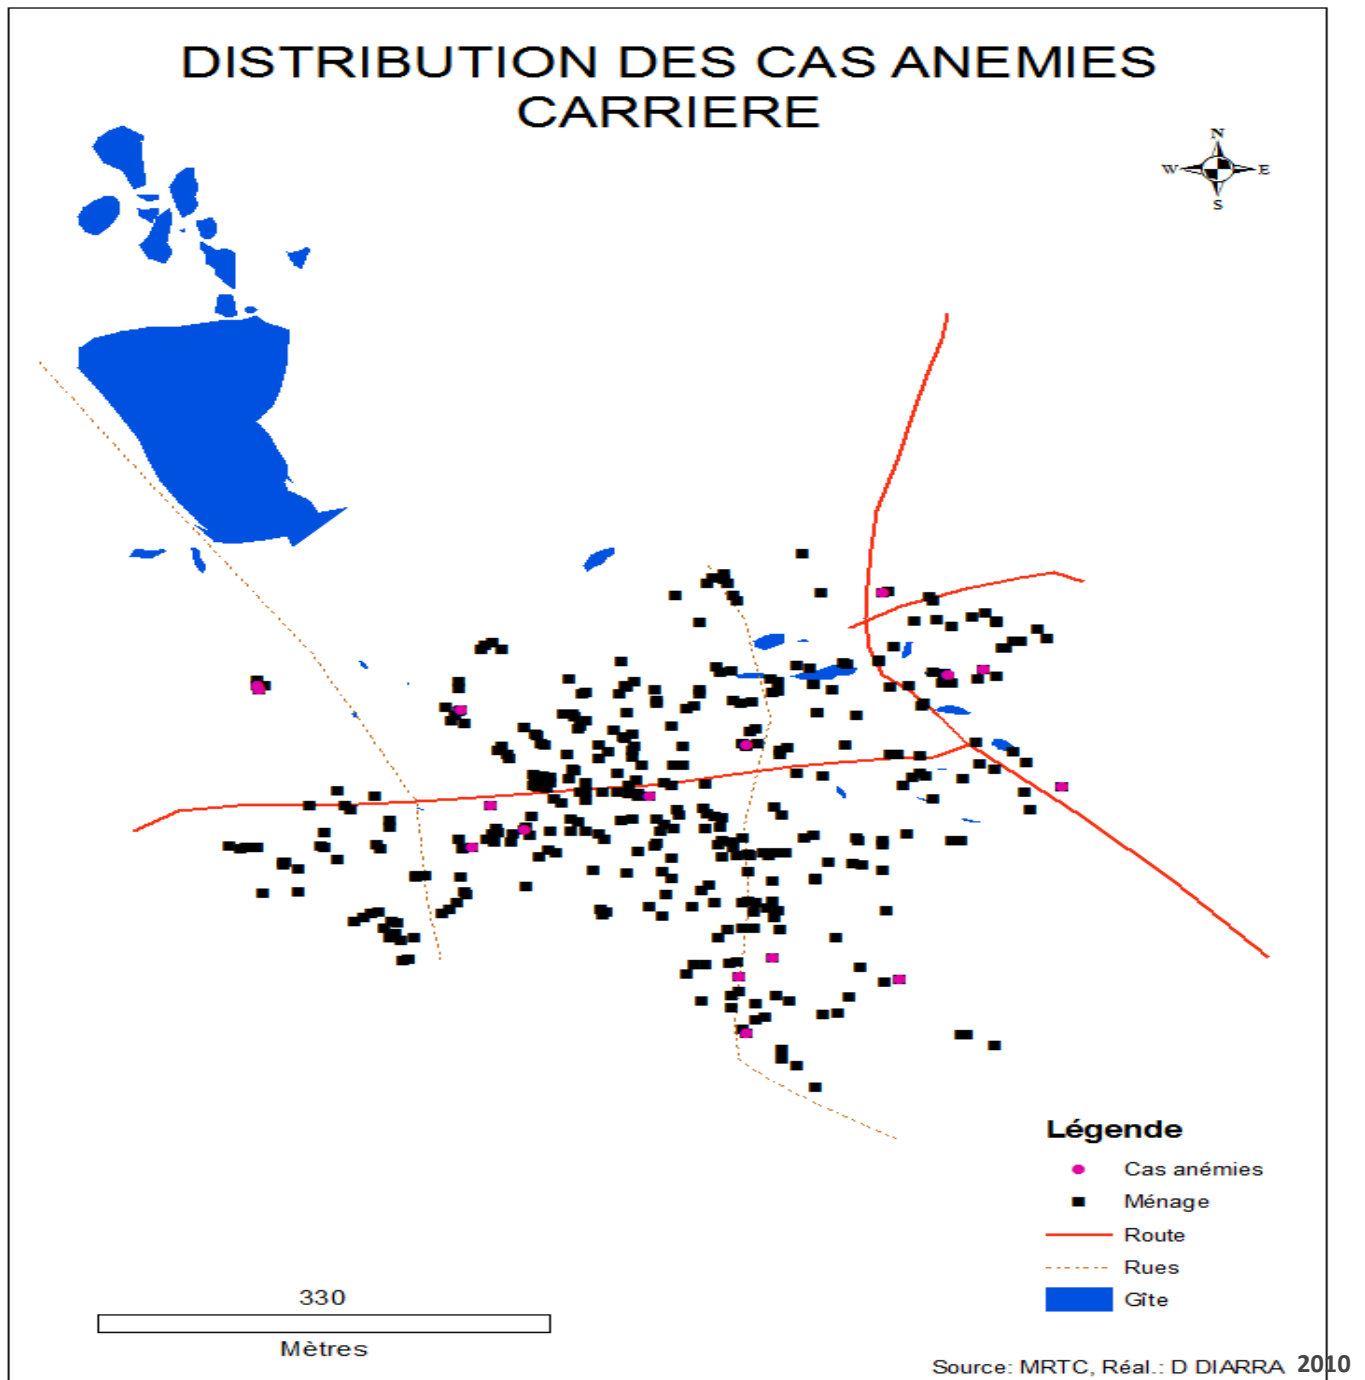 DISTRIBUTION DES CAS ANEMIES
CARRIERE
N
W E
S
Légende
Cas anémies
Ménage
Route
Rues
Gîte
330
Mètres
Source: MRTC, Réal.: D DIARRA 2010